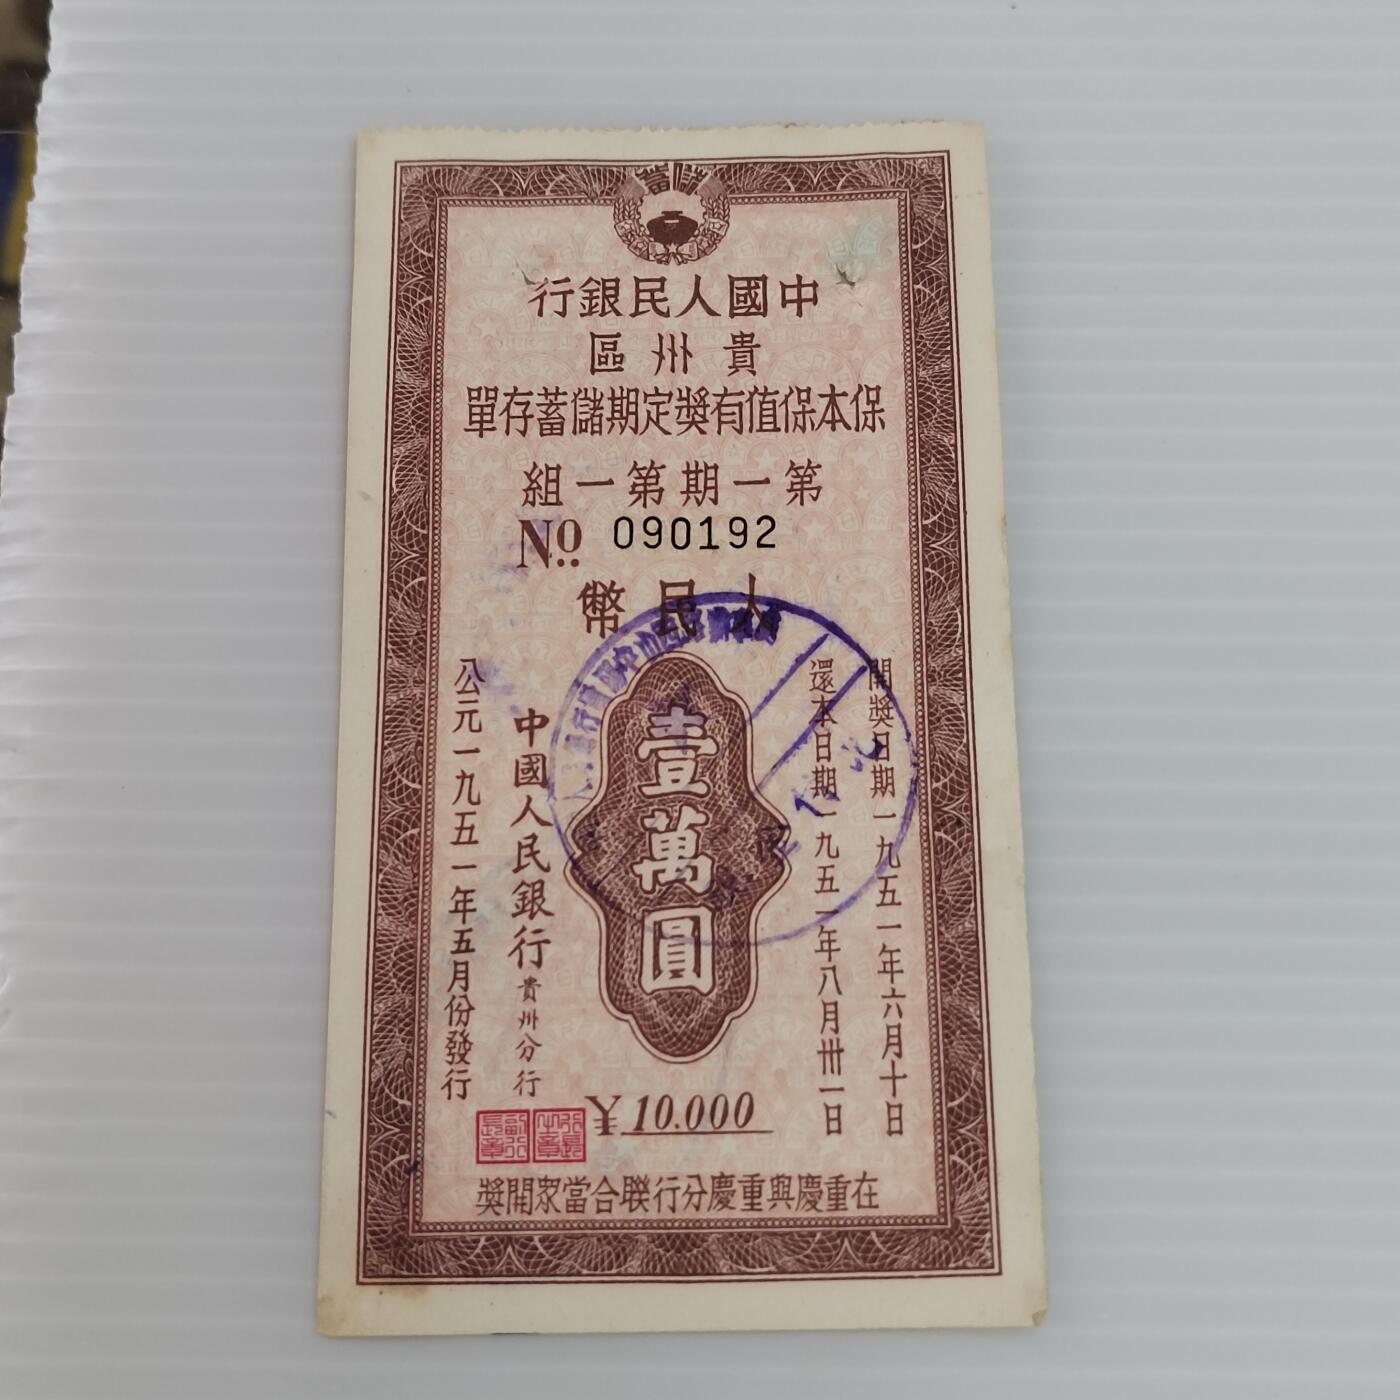 儲蓄
中國人民銀行
貴州區
保本保值有獎定期儲蓄存單
第一期第一組
No. 090192
人民幣
壹萬圓
開獎日期一九五一年六月十日
還本日期一九五一年八月卅一日
中國人民銀行貴州分行
公元一九五一年五月份發行
¥10.000
在重慶與重慶分行聯合當眾開獎